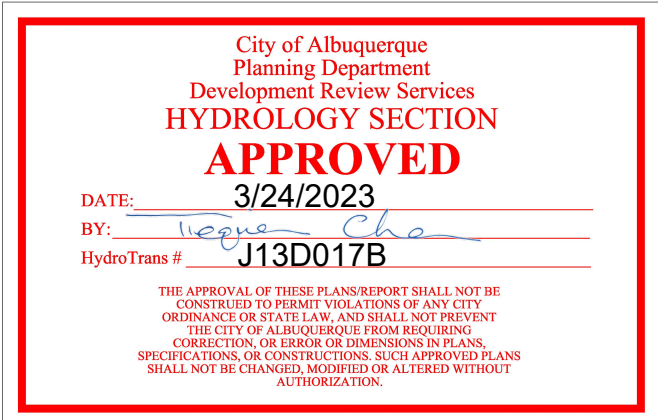 City of Albuquerque
Planning Department
Development Review Services
HYDROLOGY SECTION
APPROVED
DATE: 3/24/2023
BY: Tiequan Chen
HydroTrans # J13D017B
THE APPROVAL OF THESE PLANS/REPORT SHALL NOT BE
CONSTRUED TO PERMIT VIOLATIONS OF ANY CITY
ORDINANCE OR STATE LAW, AND SHALL NOT PREVENT
THE CITY OF ALBUQUERQUE FROM REQUIRING
CORRECTION, OR ERROR OR DIMENSIONS IN PLANS,
SPECIFICATIONS, OR CONSTRUCTIONS. SUCH APPROVED PLANS
SHALL NOT BE CHANGED, MODIFIED OR ALTERED WITHOUT
AUTHORIZATION.